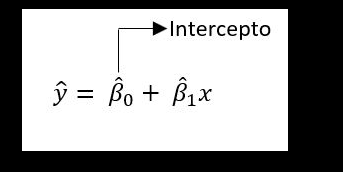 Intercepto
ŷ = β̂₀ + β̂₁x